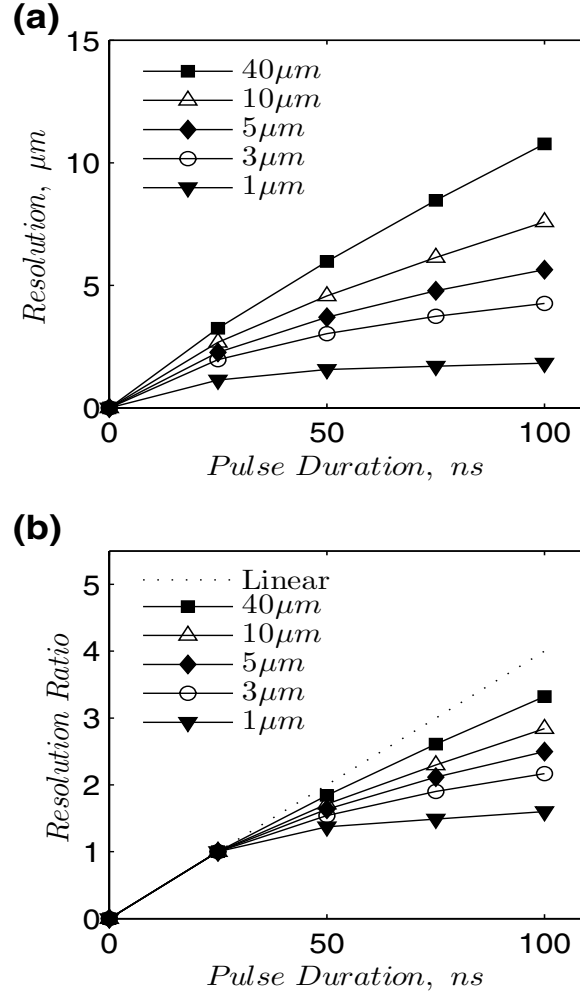 (a)
15
10
5
0
Resolution, μm
40μm
10μm
5μm
3μm
1μm
0 50 100
Pulse Duration, ns
(b)
5
4
3
2
1
0
Resolution Ratio
Linear
40μm
10μm
5μm
3μm
1μm
0 50 100
Pulse Duration, ns